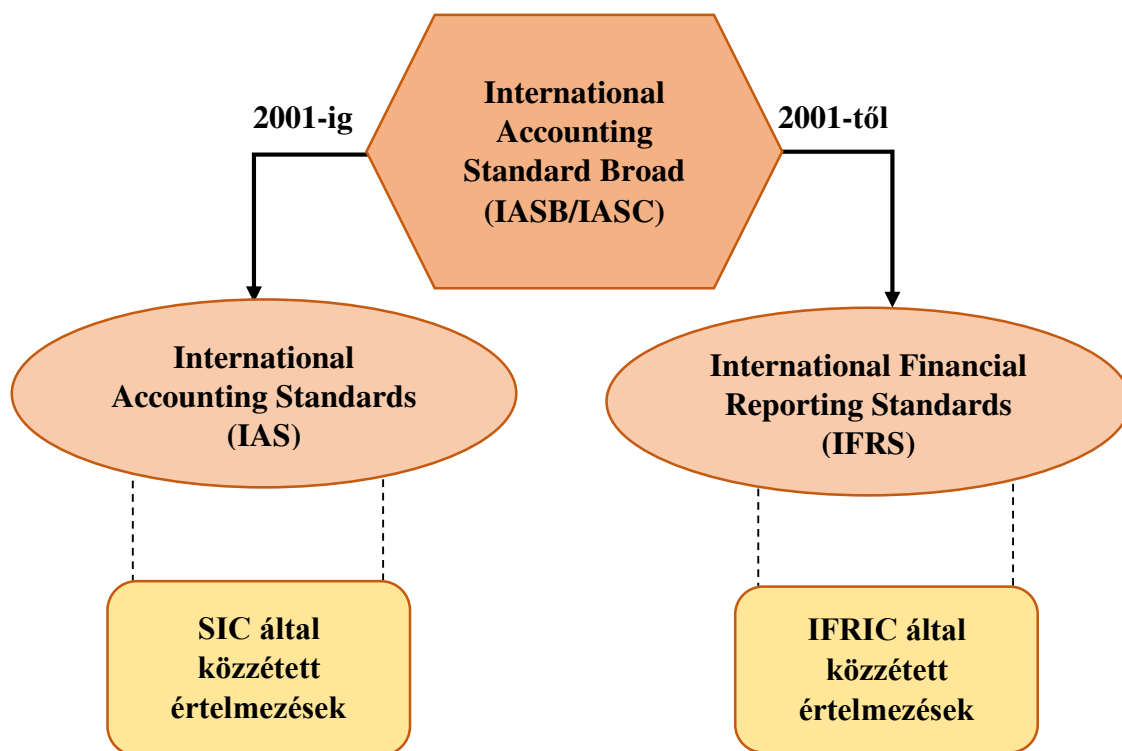 International
Accounting
Standard Broad
(IASB/IASC)
2001-ig
2001-től
International
Accounting Standards
(IAS)
International Financial
Reporting Standards
(IFRS)
SIC által
közzétett
értelmezések
IFRIC által
közzétett
értelmezések